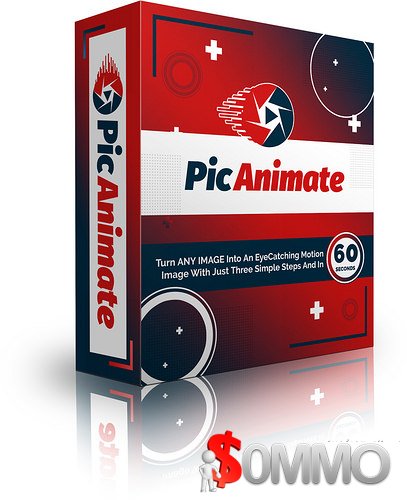 PicAnimate
Turn ANY IMAGE Into An EyeCatching Motion
Image With Just Three Simple Steps And In
60
SECONDS
PicAnimate
$OMMO